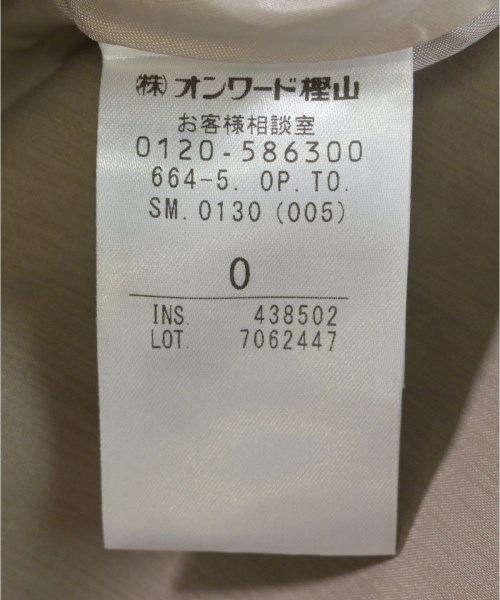 ㈱オンワード樫山
お客様相談室
0120-586300
664-5. OP.TO.
SM.0130(005)
0
INS. 438502
LOT. 7062447